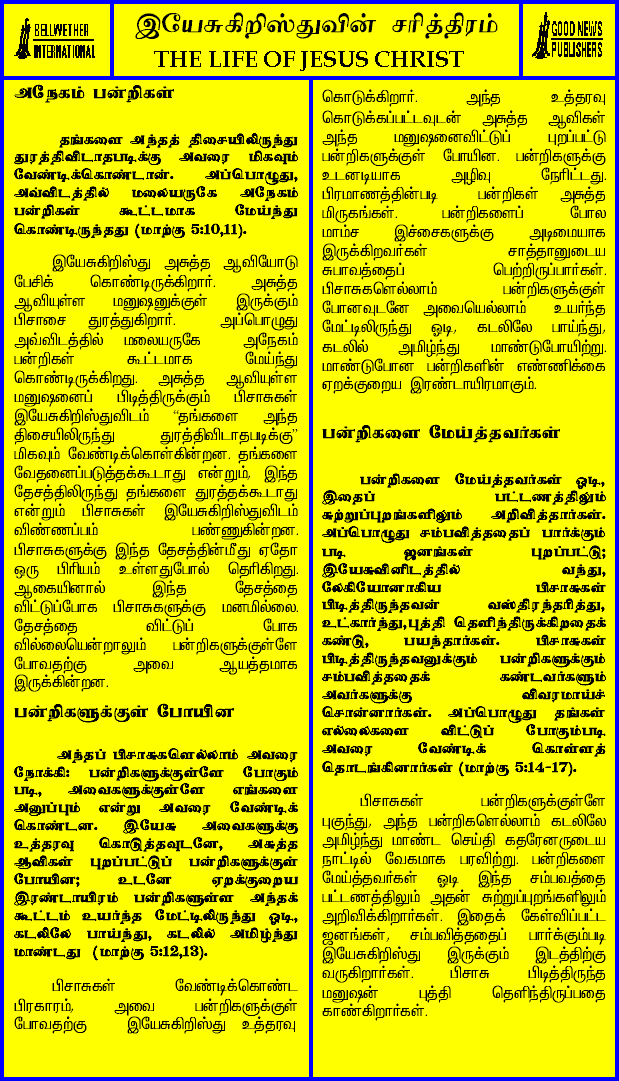 BELLWETHER
INTERNATIONAL
இயேசுகிறிஸ்துவின் சரித்திரம்
THE LIFE OF JESUS CHRIST
GOOD NEWS
PUBLISHERS
அநேகம் பன்றிகள்
தங்களை அந்தத் திசையிலிருந்து
துரத்திவிடாதபடிக்கு அவரை மிகவும்
வேண்டிக்கொண்டான். அப்பொழுது,
அவ்விடத்தில் மலையருகே அநேகம்
பன்றிகள் கூட்டமாக மேய்ந்து
கொண்டிருந்தது (மாற்கு 5:10,11).
இயேசுகிறிஸ்து அசுத்த ஆவியோடு
பேசிக் கொண்டிருக்கிறார். அசுத்த
ஆவியுள்ள மனுஷனுக்குள் இருக்கும்
பிசாசை துரத்துகிறார். அப்பொழுது
அவ்விடத்தில் மலையருகே அநேகம்
பன்றிகள் கூட்டமாக மேய்ந்து
கொண்டிருக்கிறது. அசுத்த ஆவியுள்ள
மனுஷனைப் பிடித்திருக்கும் பிசாசுகள்
இயேசுகிறிஸ்துவிடம் “தங்களை அந்த
திசையிலிருந்து துரத்திவிடாதபடிக்கு”
மிகவும் வேண்டிக்கொள்கின்றன. தங்களை
வேதனைப்படுத்தக்கூடாது என்றும், இந்த
தேசத்திலிருந்து தங்களை துரத்தக்கூடாது
என்றும் பிசாசுகள் இயேசுகிறிஸ்துவிடம்
விண்ணப்பம் பண்ணுகின்றன.
பிசாசுகளுக்கு இந்த தேசத்தின்மீது ஏதோ
ஒரு பிரியம் உள்ளதுபோல் தெரிகிறது.
ஆகையினால் இந்த தேசத்தை
விட்டுப்போக பிசாசுகளுக்கு மனமில்லை.
தேசத்தை விட்டுப் போக
வில்லையென்றாலும் பன்றிகளுக்குள்ளே
போவதற்கு அவை ஆயத்தமாக
இருக்கின்றன.
பன்றிகளுக்குள் போயின
அந்தப் பிசாசுகளெல்லாம் அவரை
நோக்கி: பன்றிகளுக்குள்ளே போகும்
படி, அவைகளுக்குள்ளே எங்களை
அனுப்பும் என்று அவரை வேண்டிக்
கொண்டன. இயேசு அவைகளுக்கு
உத்தரவு கொடுத்தவுடனே, அசுத்த
ஆவிகள் புறப்பட்டுப் பன்றிகளுக்குள்
போயின; உடனே ஏறக்குறைய
இரண்டாயிரம் பன்றிகளுள்ள அந்தக்
கூட்டம் உயர்ந்த மேட்டிலிருந்து ஓடி,
கடலிலே பாய்ந்து, கடலில் அமிழ்ந்து
மாண்டது (மாற்கு 5:12,13).
பிசாசுகள் வேண்டிக்கொண்ட
பிரகாரம், அவை பன்றிகளுக்குள்
போவதற்கு இயேசுகிறிஸ்து உத்தரவு
கொடுக்கிறார். அந்த உத்தரவு
கொடுக்கப்பட்டவுடன் அசுத்த ஆவிகள்
அந்த மனுஷனைவிட்டுப் புறப்பட்டு
பன்றிகளுக்குள் போயின. பன்றிகளுக்கு
உடனடியாக அழிவு நேரிட்டது.
பிரமாணத்தின்படி பன்றிகள் அசுத்த
மிருகங்கள். பன்றிகளைப் போல
மாம்ச இச்சைகளுக்கு அடிமையாக
இருக்கிறவர்கள் சாத்தானுடைய
சுபாவத்தைப் பெற்றிருப்பார்கள்.
பிசாசுகளெல்லாம் பன்றிகளுக்குள்
போனவுடனே அவையெல்லாம் உயர்ந்த
மேட்டிலிருந்து ஓடி, கடலிலே பாய்ந்து,
கடலில் அமிழ்ந்து மாண்டுபோயிற்று.
மாண்டுபோன பன்றிகளின் எண்ணிக்கை
ஏறக்குறைய இரண்டாயிரமாகும்.
பன்றிகளை மேய்த்தவர்கள்
பன்றிகளை மேய்த்தவர்கள் ஓடி,
இதைப் பட்டணத்திலும்
சுற்றுப்புறங்களிலும் அறிவித்தார்கள்.
அப்பொழுது சம்பவித்ததைப் பார்க்கும்
படி ஜனங்கள் புறப்பட்டு;
இயேசுவினிடத்தில் வந்து,
லேகியோனாகிய பிசாசுகள்
பிடித்திருந்தவன் வஸ்திரந்தரித்து,
உட்கார்ந்து,புத்தி தெளிந்திருக்கிறதைக்
கண்டு, பயந்தார்கள். பிசாசுகள்
பிடித்திருந்தவனுக்கும் பன்றிகளுக்கும்
சம்பவித்ததைக் கண்டவர்களும்
அவர்களுக்கு விவரமாய்ச்
சொன்னார்கள். அப்பொழுது தங்கள்
எல்லைகளை விட்டுப் போகும்படி
அவரை வேண்டிக் கொள்ளத்
தொடங்கினார்கள் (மாற்கு 5:14-17).
பிசாசுகள் பன்றிகளுக்குள்ளே
புகுந்து, அந்த பன்றிகளெல்லாம் கடலிலே
அமிழ்ந்து மாண்ட செய்தி கதரேனருடைய
நாட்டில் வேகமாக பரவிற்று. பன்றிகளை
மேய்த்தவர்கள் ஓடி இந்த சம்பவத்தை
பட்டணத்திலும் அதன் சுற்றுப்புறங்களிலும்
அறிவிக்கிறார்கள். இதைக் கேள்விப்பட்ட
ஜனங்கள், சம்பவித்ததைப் பார்க்கும்படி
இயேசுகிறிஸ்து இருக்கும் இடத்திற்கு
வருகிறார்கள். பிசாசு பிடித்திருந்த
மனுஷன் புத்தி தெளிந்திருப்பதை
காண்கிறார்கள்.